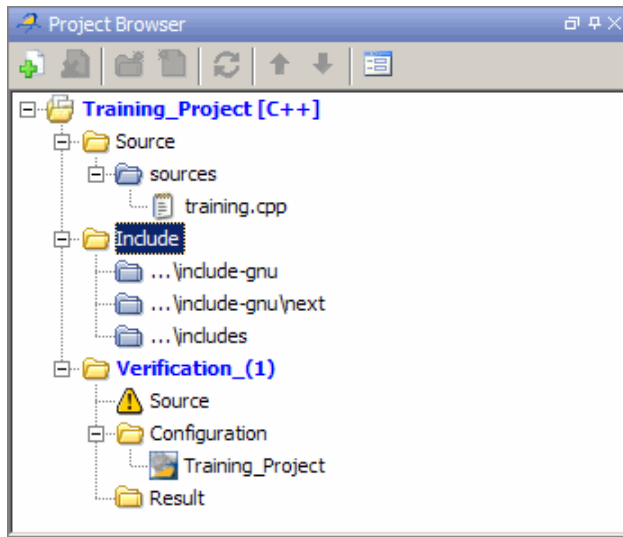 Project Browser
Training_Project [C++]
Source
sources
training.cpp
Include
...\include-gnu
...\include-gnu\next
...\includes
Verification_(1)
Source
Configuration
Training_Project
Result